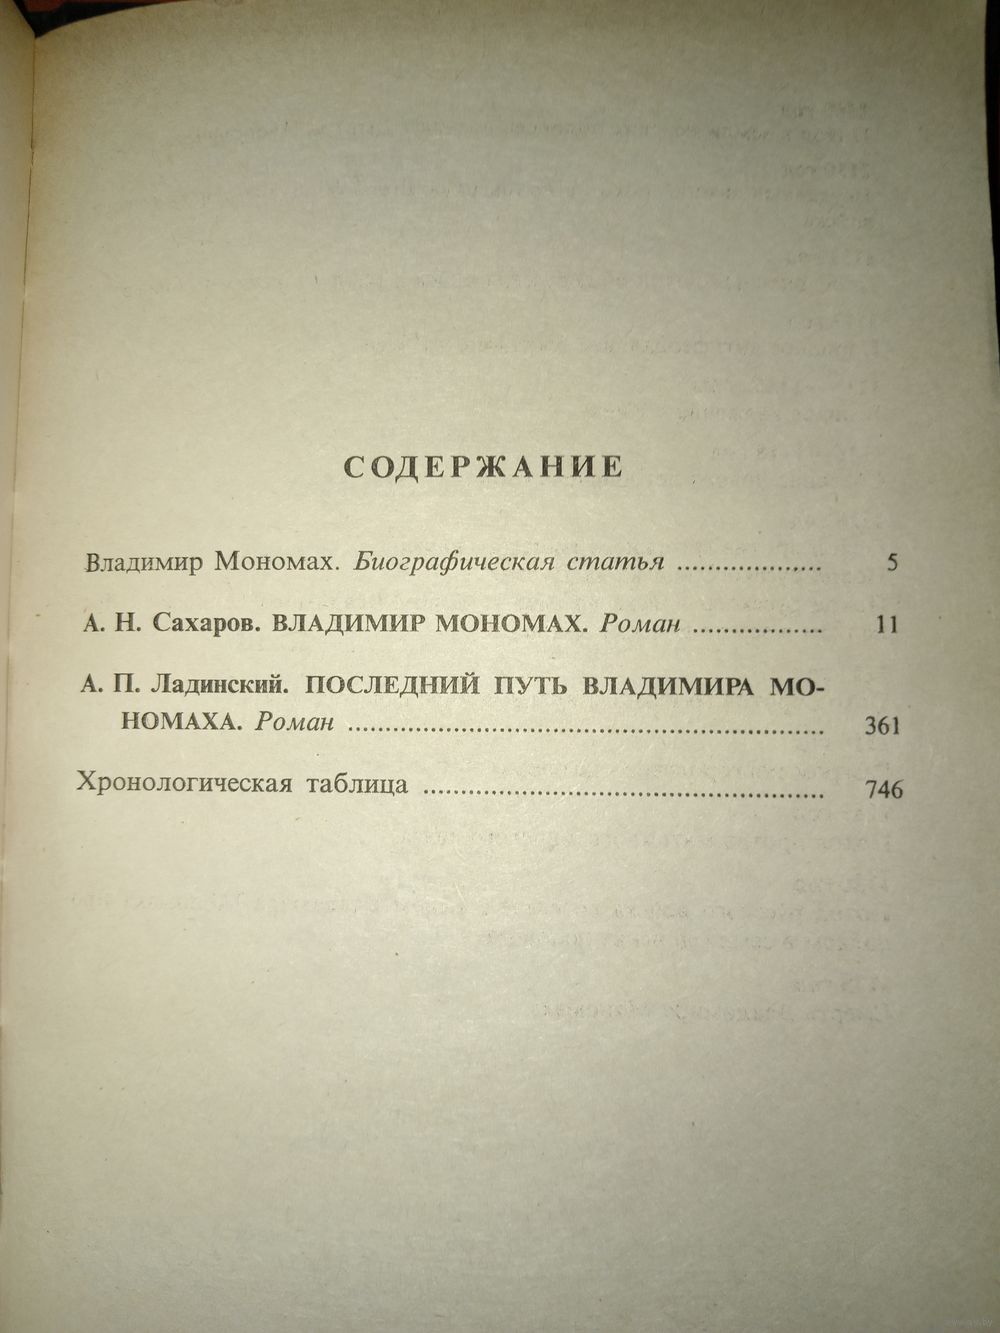 СОДЕРЖАНИЕ
Владимир Мономах. Биографическая статья ................... 5
А. Н. Сахаров. ВЛАДИМИР МОНОМАХ. Роман ................. 11
А. П. Ладинский. ПОСЛЕДНИЙ ПУТЬ ВЛАДИМИРА МО-
НОМАХА. Роман ............................................................... 361
Хронологическая таблица ..................................................... 746